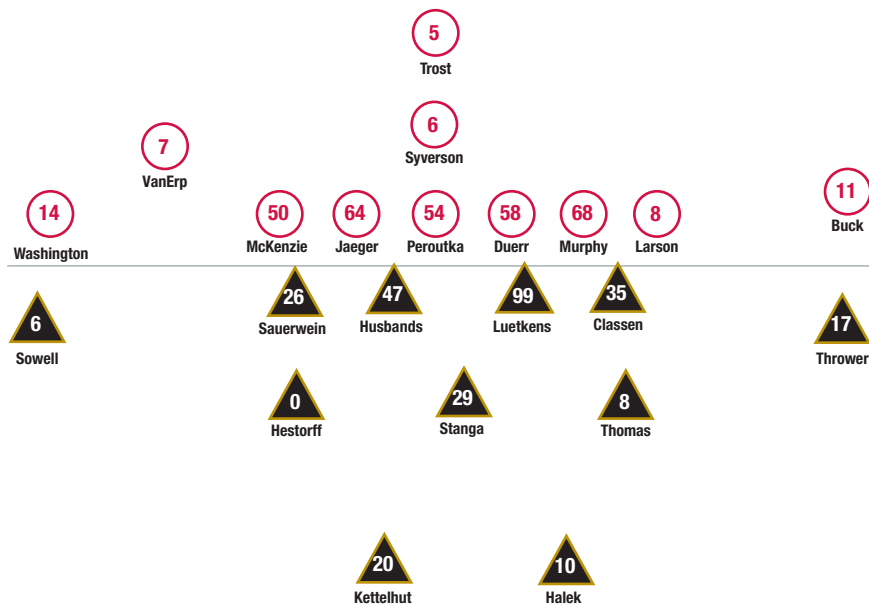 5
Trost
6
Syverson
7
VanErp
11
Buck
14
Washington
50
McKenzie
64
Jaeger
54
Peroutka
58
Duerr
68
Murphy
8
Larson
6
Sowell
26
Sauerwein
47
Husbands
99
Luetkens
35
Classen
17
Thrower
0
Hestorff
29
Stanga
8
Thomas
20
Kettelhut
10
Halek